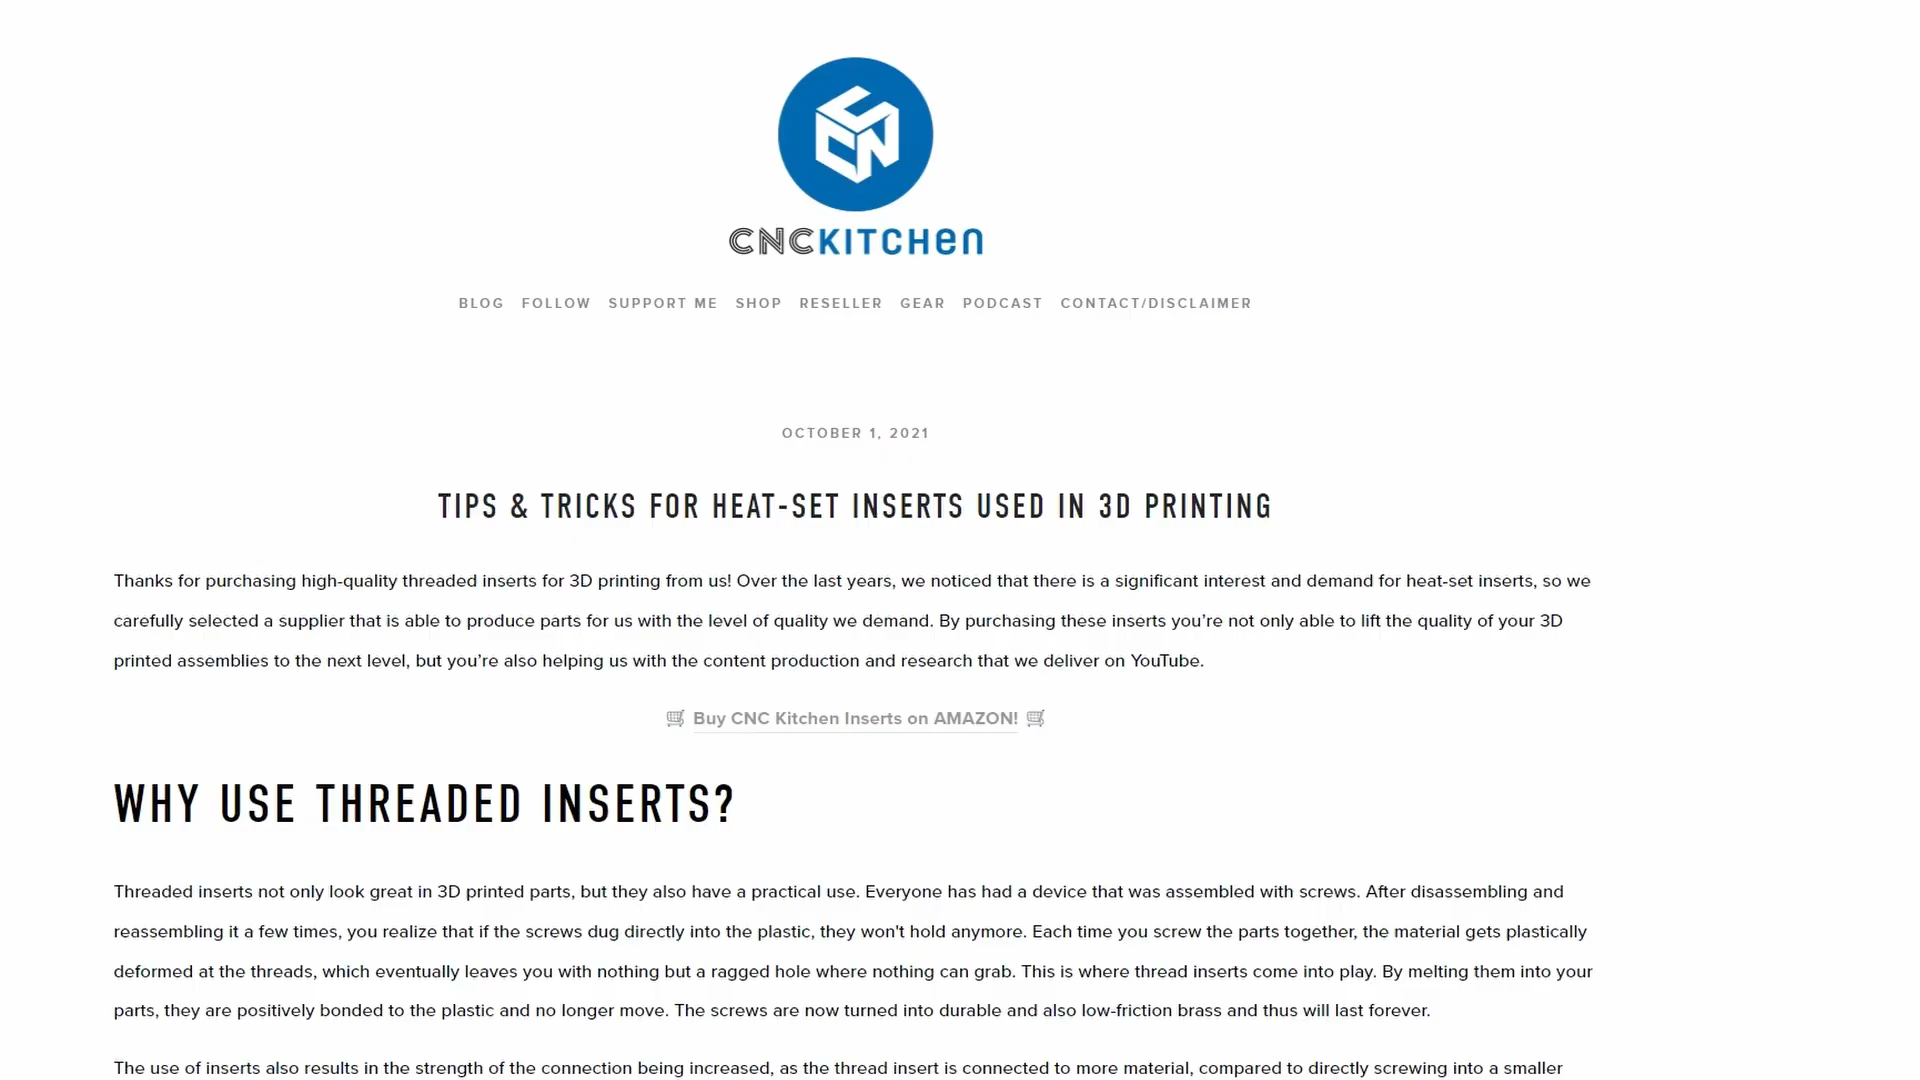 CNCKITCHEN
BLOG FOLLOW SUPPORT ME SHOP RESELLER GEAR PODCAST CONTACT/DISCLAIMER
OCTOBER 1, 2021
TIPS & TRICKS FOR HEAT-SET INSERTS USED IN 3D PRINTING
Thanks for purchasing high-quality threaded inserts for 3D printing from us! Over the last years, we noticed that there is a significant interest and demand for heat-set inserts, so we
carefully selected a supplier that is able to produce parts for us with the level of quality we demand. By purchasing these inserts you’re not only able to lift the quality of your 3D
printed assemblies to the next level, but you’re also helping us with the content production and research that we deliver on YouTube.
🛒 Buy CNC Kitchen Inserts on AMAZON! 🛒
WHY USE THREADED INSERTS?
Threaded inserts not only look great in 3D printed parts, but they also have a practical use. Everyone has had a device that was assembled with screws. After disassembling and
reassembling it a few times, you realize that if the screws dug directly into the plastic, they won't hold anymore. Each time you screw the parts together, the material gets plastically
deformed at the threads, which eventually leaves you with nothing but a ragged hole where nothing can grab. This is where thread inserts come into play. By melting them into your
parts, they are positively bonded to the plastic and no longer move. The screws are now turned into durable and also low-friction brass and thus will last forever.
The use of inserts also results in the strength of the connection being increased, as the thread insert is connected to more material, compared to directly screwing into a smaller